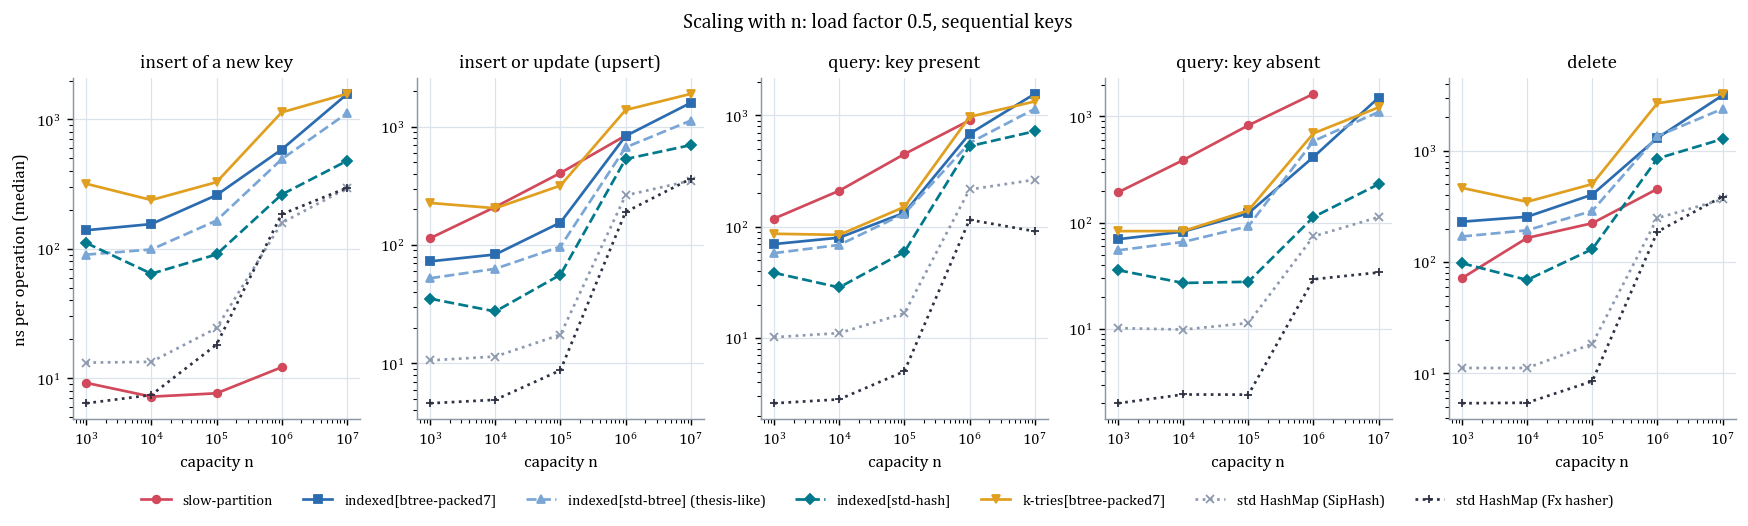 Scaling with n: load factor 0.5, sequential keys
insert of a new key
insert or update (upsert)
query: key present
query: key absent
delete
ns per operation (median)
10³
10²
10¹
10³
10²
10¹
10³
10²
10¹
10³
10²
10¹
10³
10²
10¹
10³ 10⁴ 10⁵ 10⁶ 10⁷
10³ 10⁴ 10⁵ 10⁶ 10⁷
10³ 10⁴ 10⁵ 10⁶ 10⁷
10³ 10⁴ 10⁵ 10⁶ 10⁷
10³ 10⁴ 10⁵ 10⁶ 10⁷
capacity n
capacity n
capacity n
capacity n
capacity n
slow-partition
indexed[btree-packed7]
indexed[std-btree] (thesis-like)
indexed[std-hash]
k-tries[btree-packed7]
std HashMap (SipHash)
std HashMap (Fx hasher)